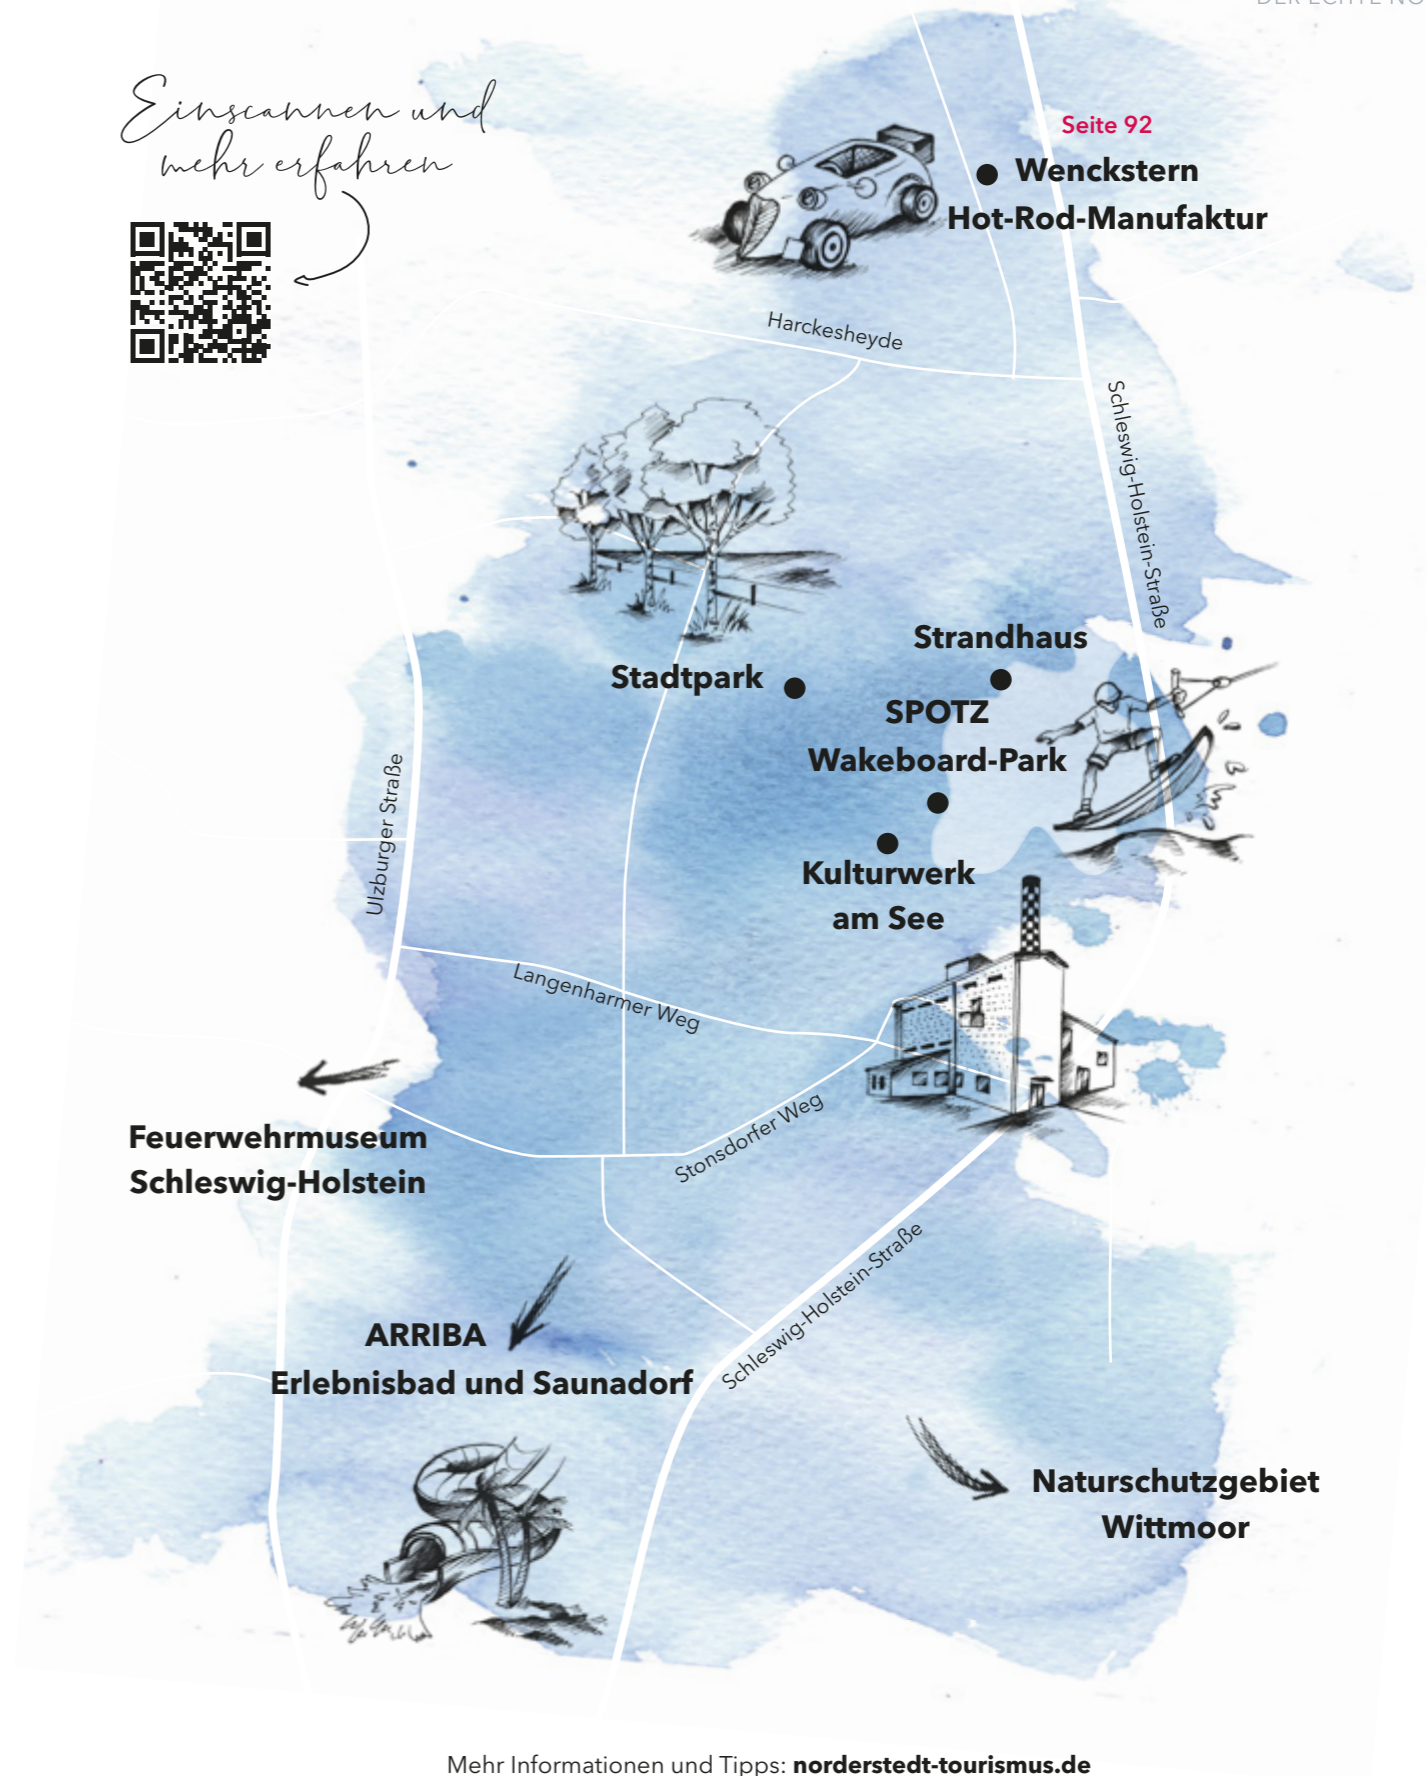 Einscannen und
mehr erfahren
Seite 92
Wenckstern
Hot-Rod-Manufaktur
Harckesheyde
Schleswig-Holstein-Straße
Strandhaus
Stadtpark
SPOTZ
Wakeboard-Park
Ulzburger Straße
Kulturwerk
am See
Langenharmer Weg
Stonsdorfer Weg
Feuerwehrmuseum
Schleswig-Holstein
Schleswig-Holstein-Straße
ARRIBA
Erlebnisbad und Saunadorf
Naturschutzgebiet
Wittmoor
Mehr Informationen und Tipps: norderstedt-tourismus.de